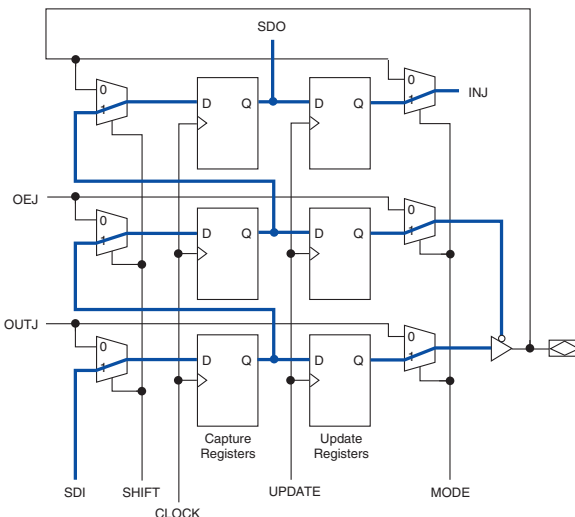 SDO
0
1
D Q
D Q
0
1
INJ
OEJ
0
1
D Q
D Q
0
1
OUTJ
0
1
D Q
D Q
0
1
Capture
Registers
Update
Registers
SDI
SHIFT
CLOCK
UPDATE
MODE